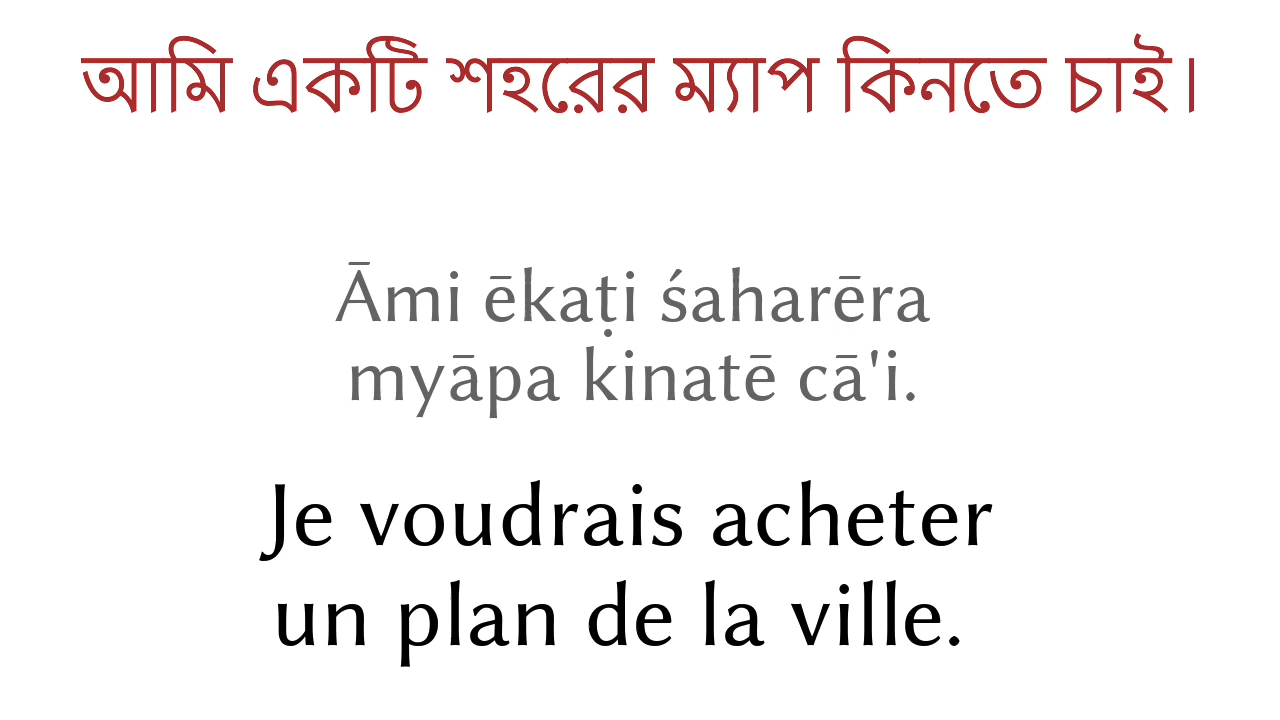 আমি একটি শহরের ম্যাপ কিনতে চাই।
Āmi ēkaṭi śaharēra
myāpa kinatē cā'i.
Je voudrais acheter
un plan de la ville.